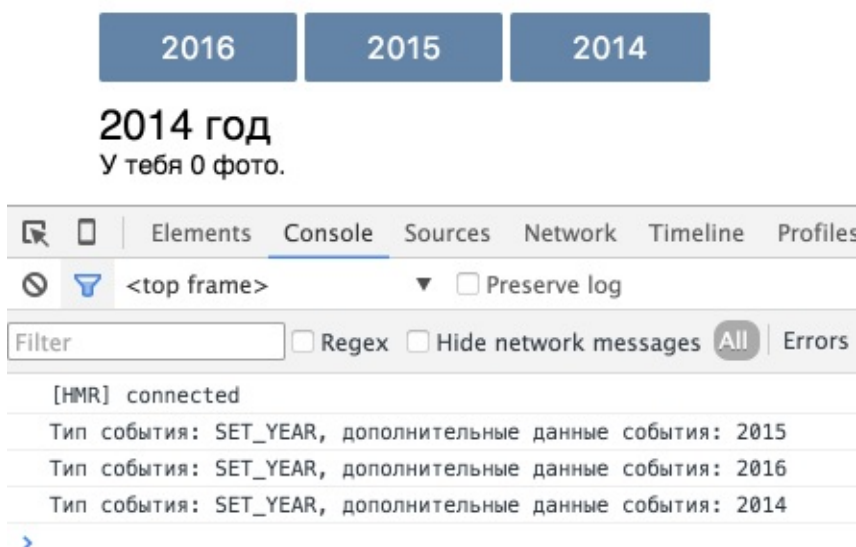 2016 2015 2014
2014 год
У тебя 0 фото.
Elements Console Sources Network Timeline Profiles
<top frame> ▼ Preserve log
Filter Regex Hide network messages All Errors
[HMR] connected
Тип события: SET_YEAR, дополнительные данные события: 2015
Тип события: SET_YEAR, дополнительные данные события: 2016
Тип события: SET_YEAR, дополнительные данные события: 2014
>